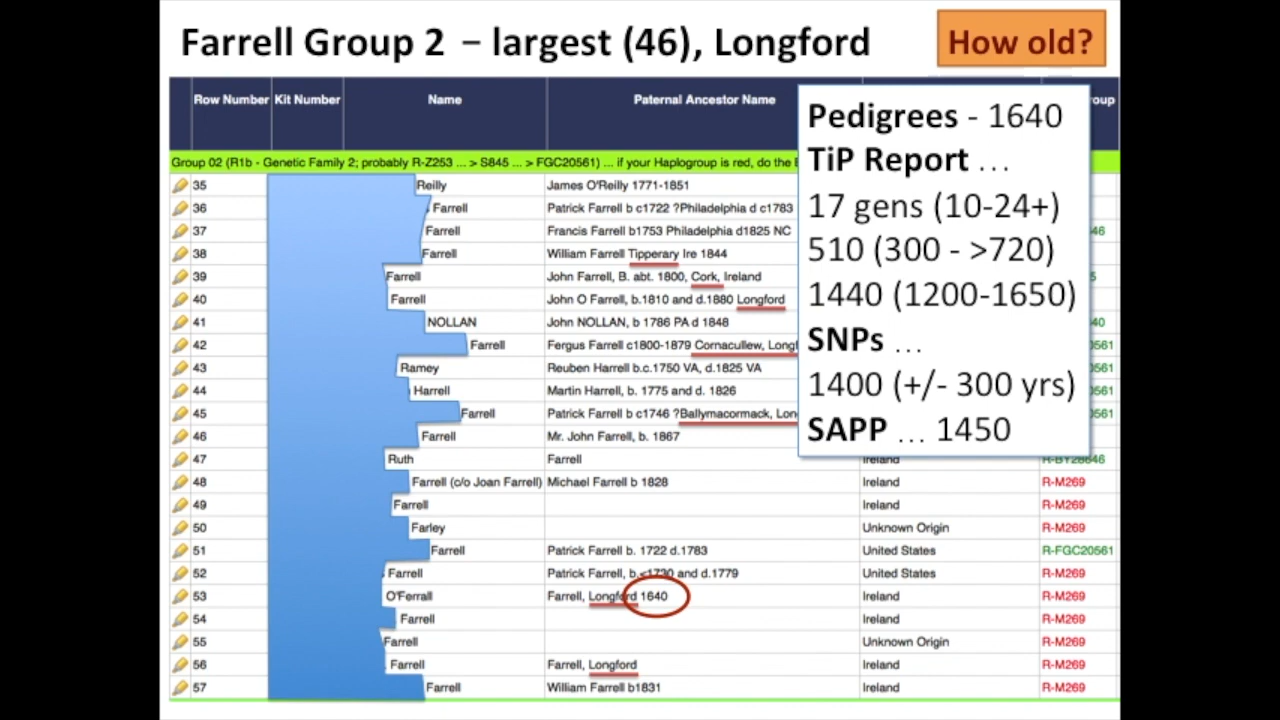 Farrell Group 2 – largest (46), Longford
How old?
Row Number Kit Number Name Paternal Ancestor Name
Group 02 (R1b - Genetic Family 2; probably R-Z253 ... > S845 ... > FGC20561) ... if your Haplogroup is red, do the
35 Reilly James O'Reilly 1771-1851
36 Farrell Patrick Farrell b c1722 ?Philadelphia d c1783
37 Farrell Francis Farrell b1753 Philadelphia d1825 NC
38 Farrell William Farrell Tipperary Ire 1844
39 Farrell John Farrell, B. abt. 1800, Cork, Ireland
40 Farrell John O Farrell, b.1810 and d.1880 Longford
41 NOLLAN John NOLLAN, b 1786 PA d 1848
42 Farrell Fergus Farrell c1800-1879 Cornacullew,
43 Ramey Reuben Harrell b.c.1750 VA, d.1825 VA
44 Harrell Martin Harrell, b. 1775 and d. 1826
45 Farrell Patrick Farrell b c1746 ?Ballymacormack,
46 Farrell Mr. John Farrell, b. 1867
47 Ruth Farrell Ireland R-BY28646
48 Farrell (c/o Joan Farrell) Michael Farrell b 1828 Ireland R-M269
49 Farrell Ireland R-M269
50 Farley Unknown Origin R-M269
51 Farrell Patrick Farrell b. 1722 d.1783 United States R-FGC20561
52 Farrell Patrick Farrell, b.<1730 and d.1779 United States R-M269
53 O'Ferrall Farrell, Longford 1640 Ireland R-M269
54 Farrell Ireland R-M269
55 Farrell Unknown Origin R-M269
56 Farrell Farrell, Longford Ireland R-M269
57 Farrell William Farrell b1831 Ireland R-M269
Pedigrees - 1640
TiP Report ...
17 gens (10-24+)
510 (300 - >720)
1440 (1200-1650)
SNPs ...
1400 (+/- 300 yrs)
SAPP ... 1450